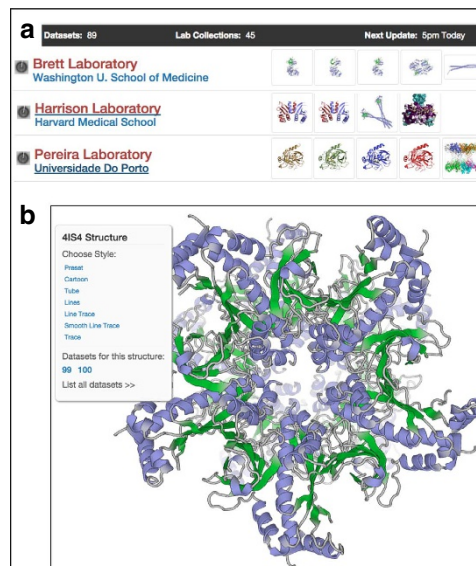 a
Datasets: 89 Lab Collections: 45 Next Update: 5pm Today
Brett Laboratory
Washington U. School of Medicine
Harrison Laboratory
Harvard Medical School
Pereira Laboratory
Universidade Do Porto
b
4IS4 Structure
Choose Style:
Preset
Cartoon
Tube
Lines
Line Trace
Smooth Line Trace
Trace
Datasets for this structure:
99 100
List all datasets >>